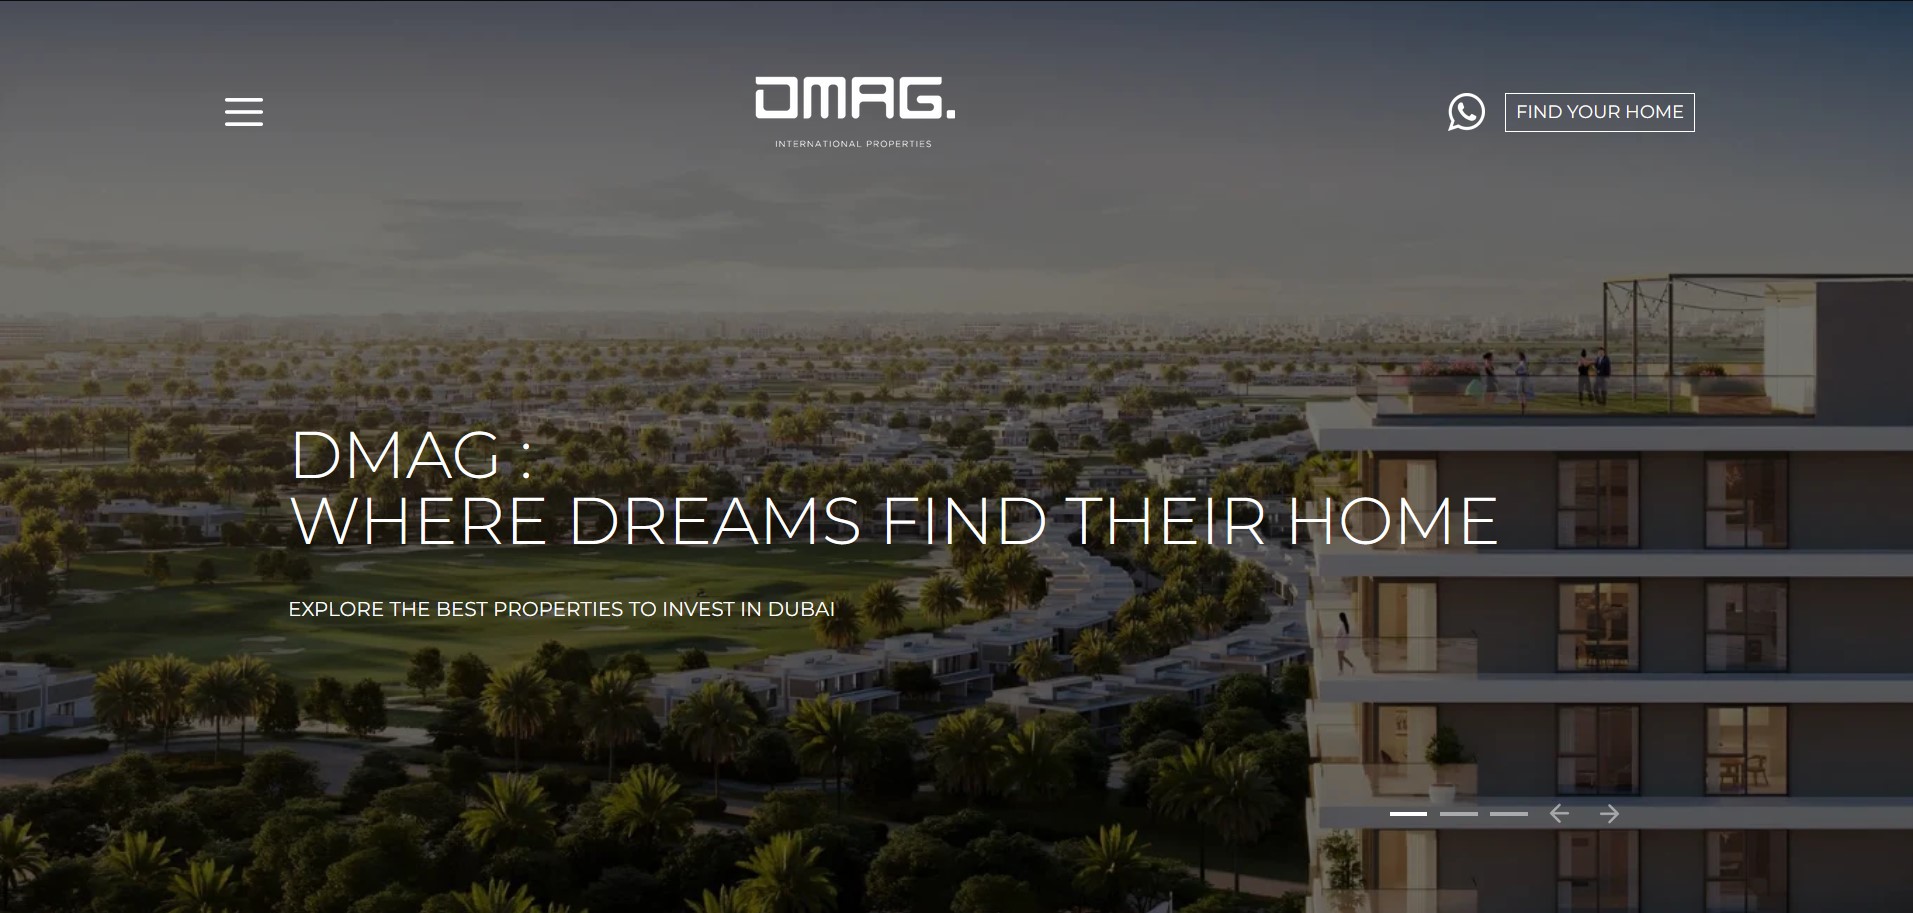 DMAG.
INTERNATIONAL PROPERTIES
FIND YOUR HOME
DMAG :
WHERE DREAMS FIND THEIR HOME
EXPLORE THE BEST PROPERTIES TO INVEST IN DUBAI